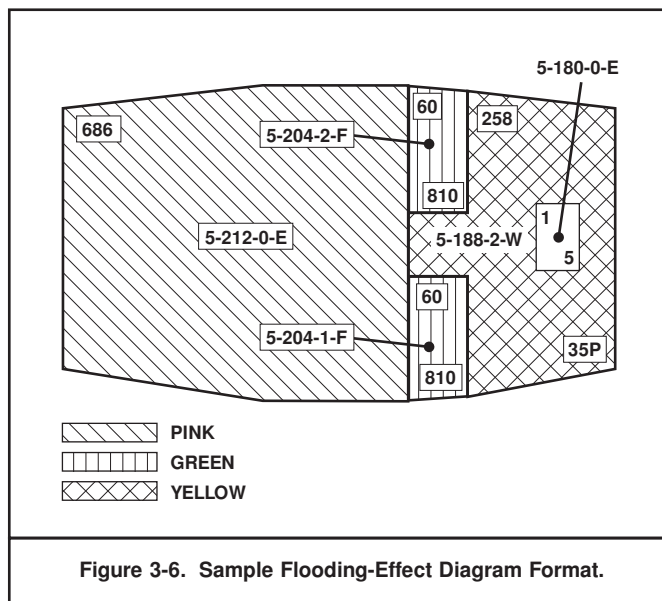 5-180-0-E
686
60
258
5-204-2-F
810
1
5-212-0-E
5-188-2-W
5
60
5-204-1-F
35P
810
PINK
GREEN
YELLOW
Figure 3-6. Sample Flooding-Effect Diagram Format.